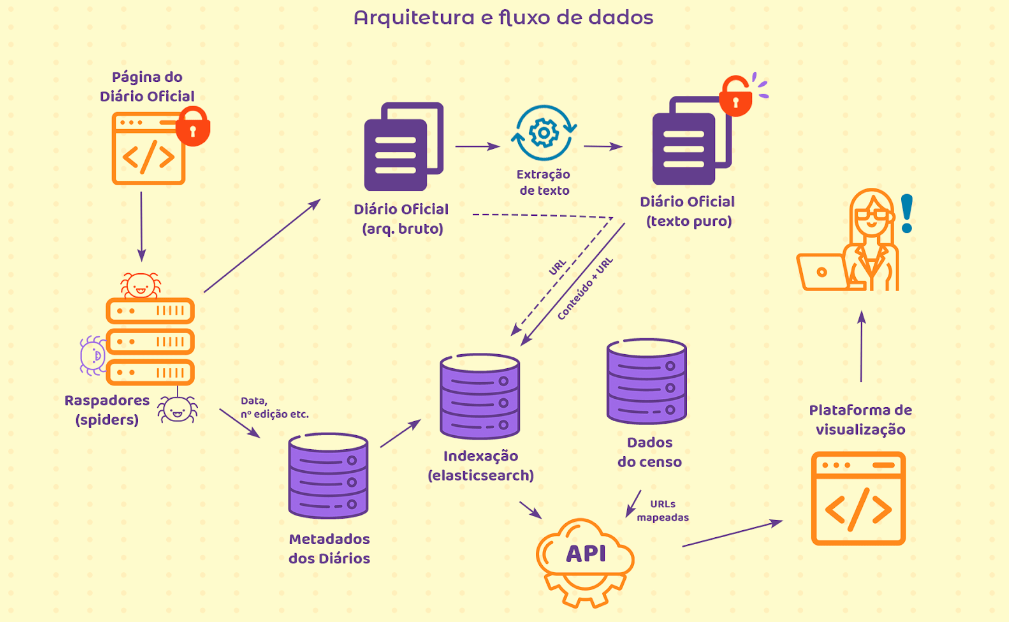 Arquitetura e fluxo de dados
Página do
Diário Oficial
Diário Oficial
(arq. bruto)
Extração
de texto
Diário Oficial
(texto puro)
URL
Conteúdo + URL
Raspadores
(spiders)
Data,
nº edição etc.
Metadados
dos Diários
Indexação
(elasticsearch)
Dados
do censo
URLs
mapeadas
API
Plataforma de
visualização